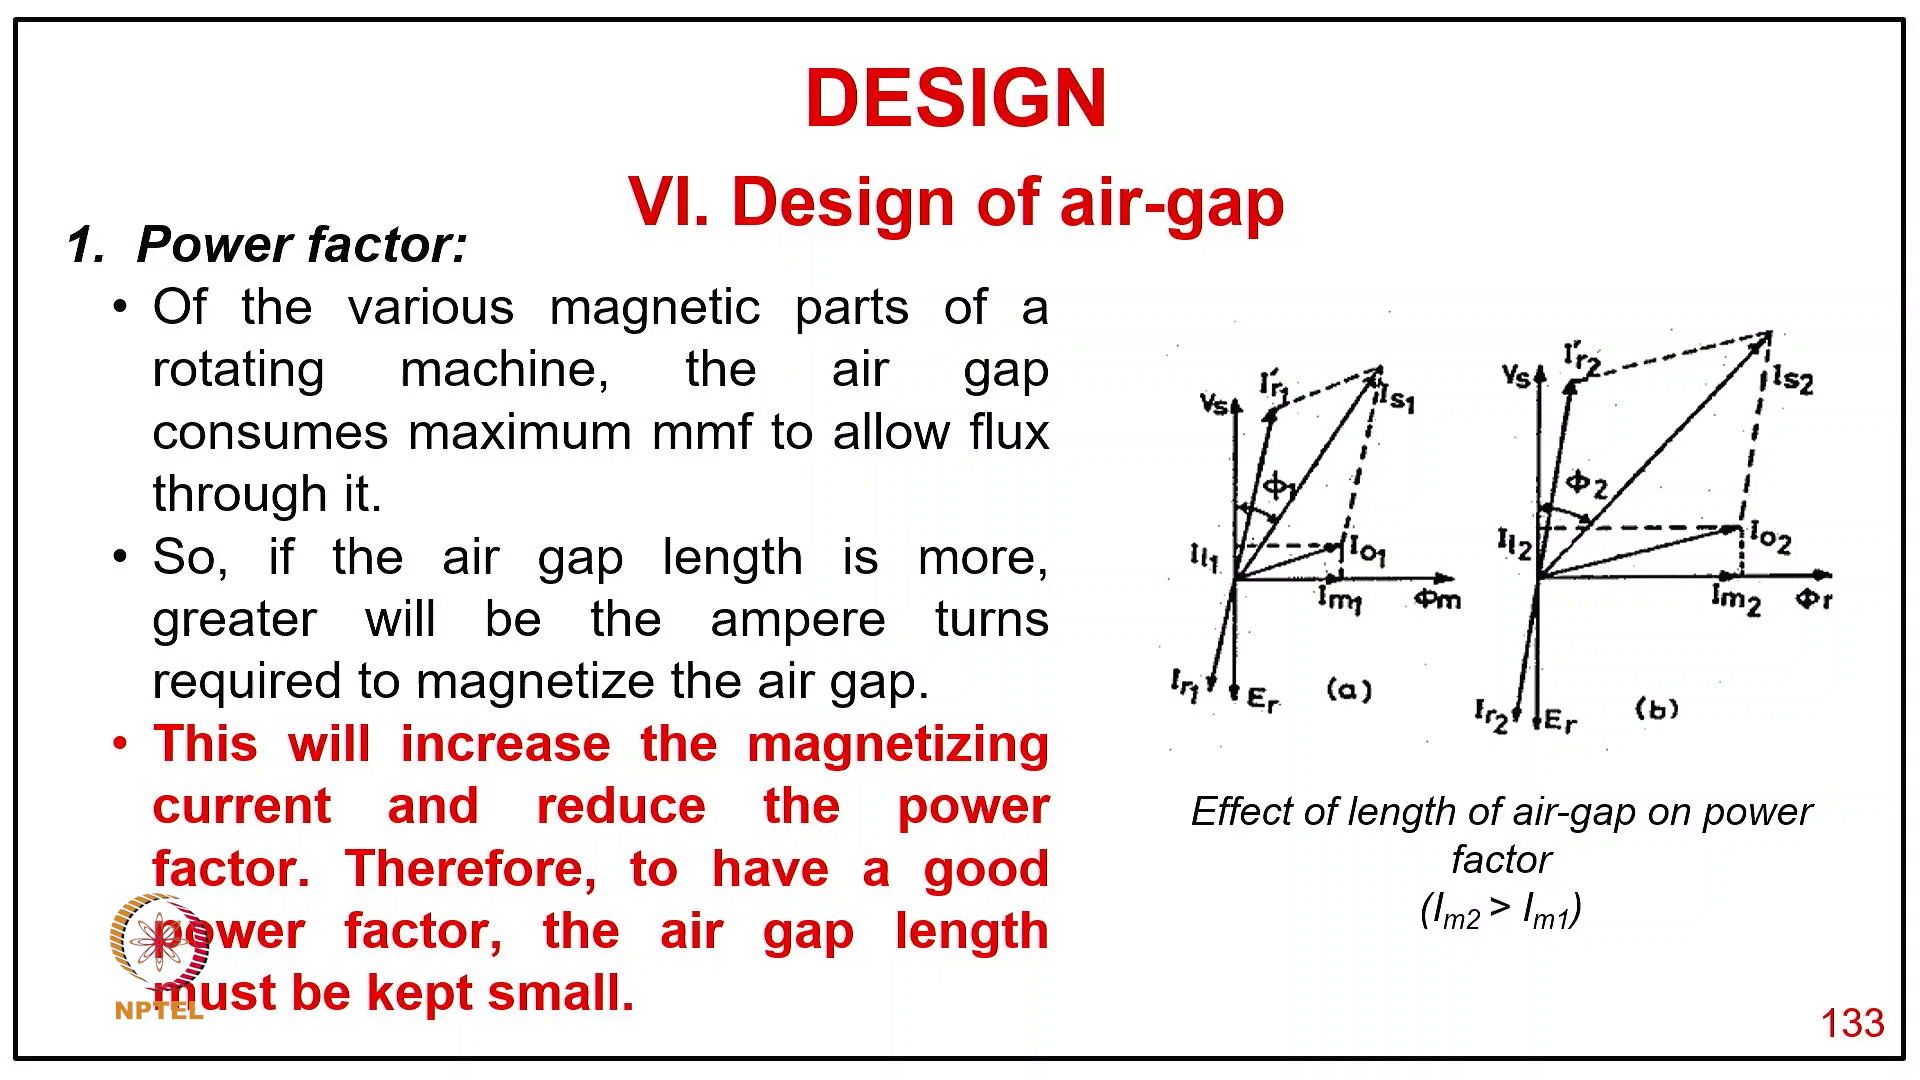 DESIGN
VI. Design of air-gap
1. Power factor:
• Of the various magnetic parts of a
rotating machine, the air gap
consumes maximum mmf to allow flux
through it.
• So, if the air gap length is more,
greater will be the ampere turns
required to magnetize the air gap.
• This will increase the magnetizing
current and reduce the power
factor. Therefore, to have a good
power factor, the air gap length
must be kept small.
NPTEL
Vs I'r1 Is1
Φ1
Il1 Io1
Im1 Φm
Ir1 Er (a)
Vs I'r2 Is2
Φ2
Il2 Io2
Im2 Φr
Ir2 Er (b)
Effect of length of air-gap on power
factor
(Im2 > Im1)
133